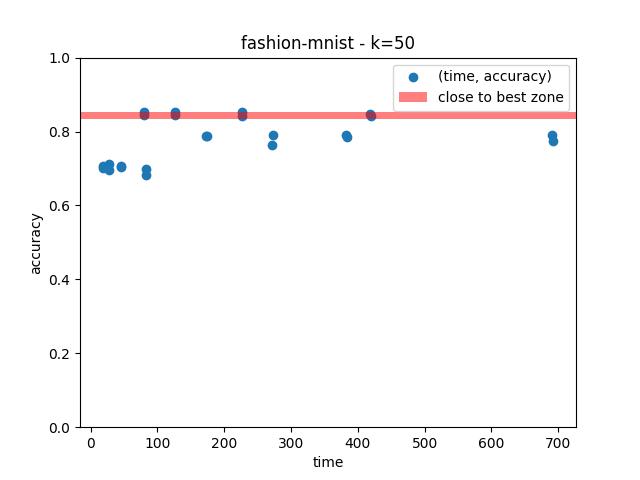 fashion-mnist - k=50
(time, accuracy)
close to best zone
1.0
0.8
0.6
0.4
0.2
0.0
accuracy
0 100 200 300 400 500 600 700
time